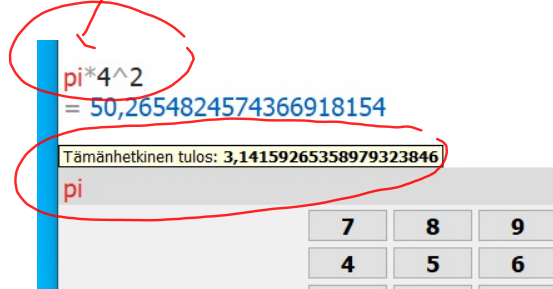 pi*4^2
= 50,2654824574366918154
Tämänhetkinen tulos: 3,14159265358979323846
pi
7 8 9
4 5 6